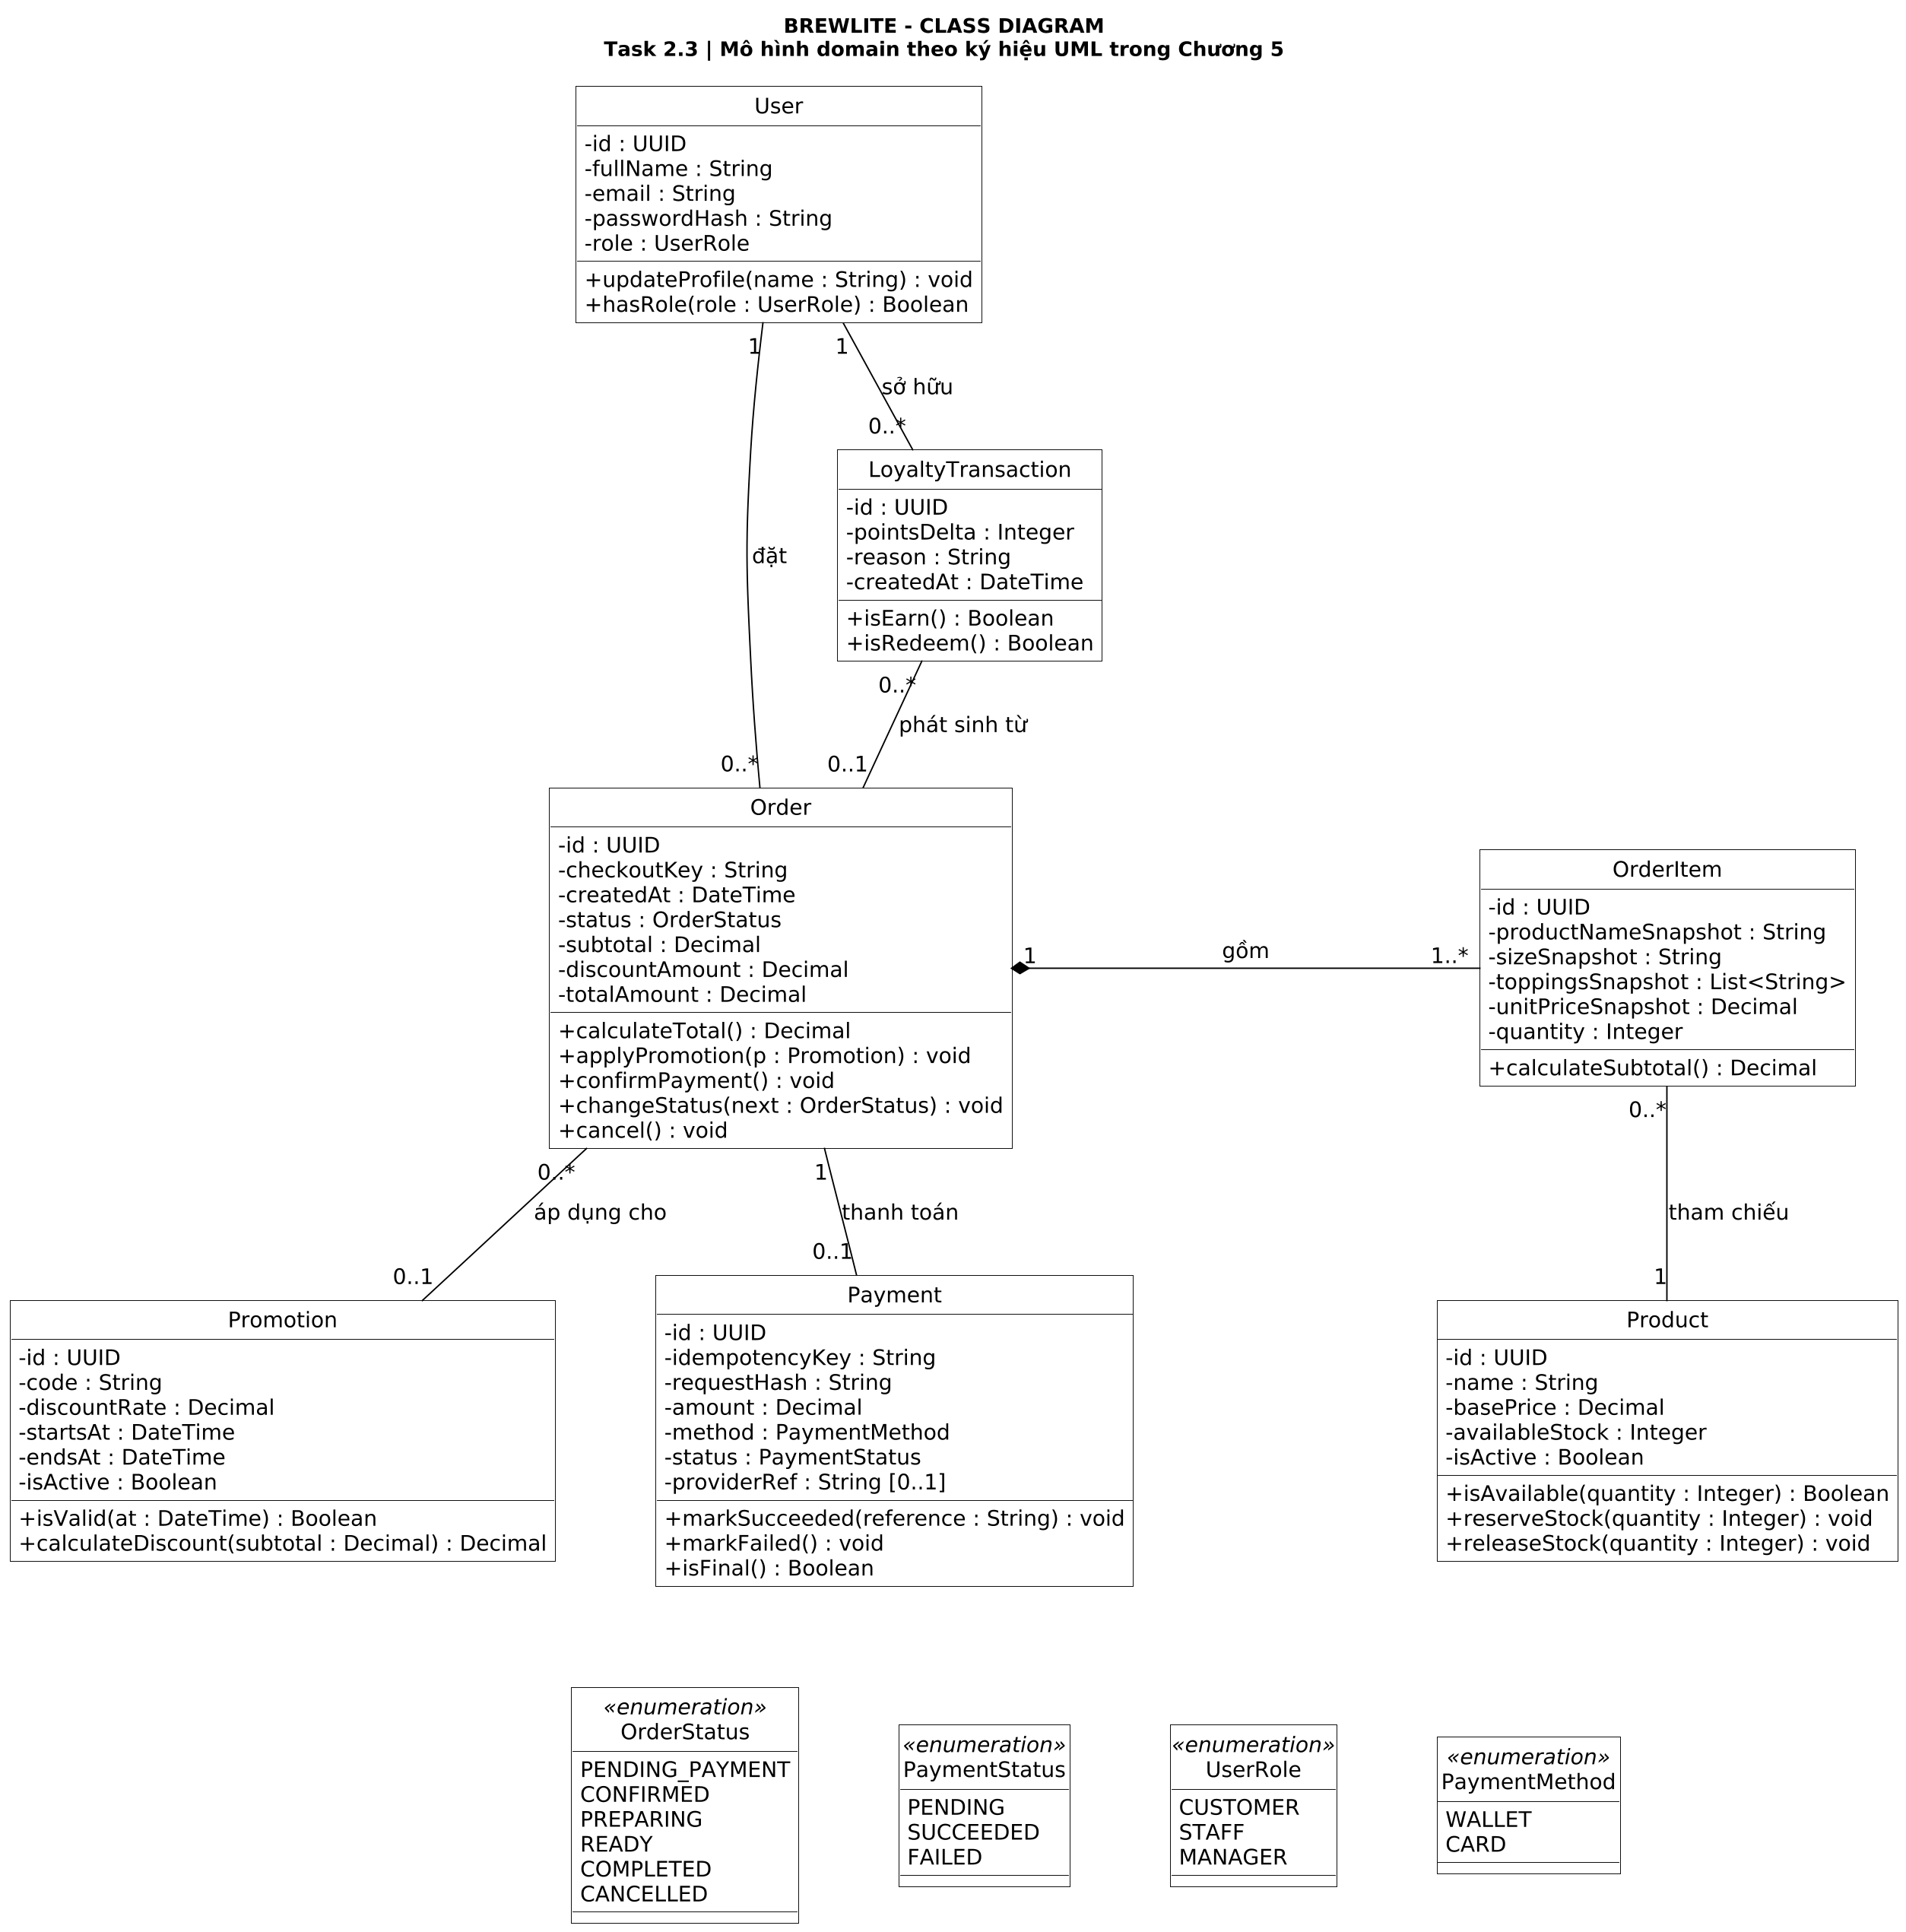 BREWLITE - CLASS DIAGRAM
Task 2.3 | Mô hình domain theo ký hiệu UML trong Chương 5
User
-id : UUID
-fullName : String
-email : String
-passwordHash : String
-role : UserRole
+updateProfile(name : String) : void
+hasRole(role : UserRole) : Boolean
1
1
sở hữu
0..*
LoyaltyTransaction
-id : UUID
-pointsDelta : Integer
-reason : String
-createdAt : DateTime
+isEarn() : Boolean
+isRedeem() : Boolean
đặt
0..*
phát sinh từ
0..*
0..1
Order
-id : UUID
-checkoutKey : String
-createdAt : DateTime
-status : OrderStatus
-subtotal : Decimal
-discountAmount : Decimal
-totalAmount : Decimal
+calculateTotal() : Decimal
+applyPromotion(p : Promotion) : void
+confirmPayment() : void
+changeStatus(next : OrderStatus) : void
+cancel() : void
1
gồm
1..*
OrderItem
-id : UUID
-productNameSnapshot : String
-sizeSnapshot : String
-toppingsSnapshot : List<String>
-unitPriceSnapshot : Decimal
-quantity : Integer
+calculateSubtotal() : Decimal
0..*
áp dụng cho
0..1
1
thanh toán
0..1
0..*
tham chiếu
1
Promotion
-id : UUID
-code : String
-discountRate : Decimal
-startsAt : DateTime
-endsAt : DateTime
-isActive : Boolean
+isValid(at : DateTime) : Boolean
+calculateDiscount(subtotal : Decimal) : Decimal
Payment
-id : UUID
-idempotencyKey : String
-requestHash : String
-amount : Decimal
-method : PaymentMethod
-status : PaymentStatus
-providerRef : String [0..1]
+markSucceeded(reference : String) : void
+markFailed() : void
+isFinal() : Boolean
Product
-id : UUID
-name : String
-basePrice : Decimal
-availableStock : Integer
-isActive : Boolean
+isAvailable(quantity : Integer) : Boolean
+reserveStock(quantity : Integer) : void
+releaseStock(quantity : Integer) : void
«enumeration»
OrderStatus
PENDING_PAYMENT
CONFIRMED
PREPARING
READY
COMPLETED
CANCELLED
«enumeration»
PaymentStatus
PENDING
SUCCEEDED
FAILED
«enumeration»
UserRole
CUSTOMER
STAFF
MANAGER
«enumeration»
PaymentMethod
WALLET
CARD